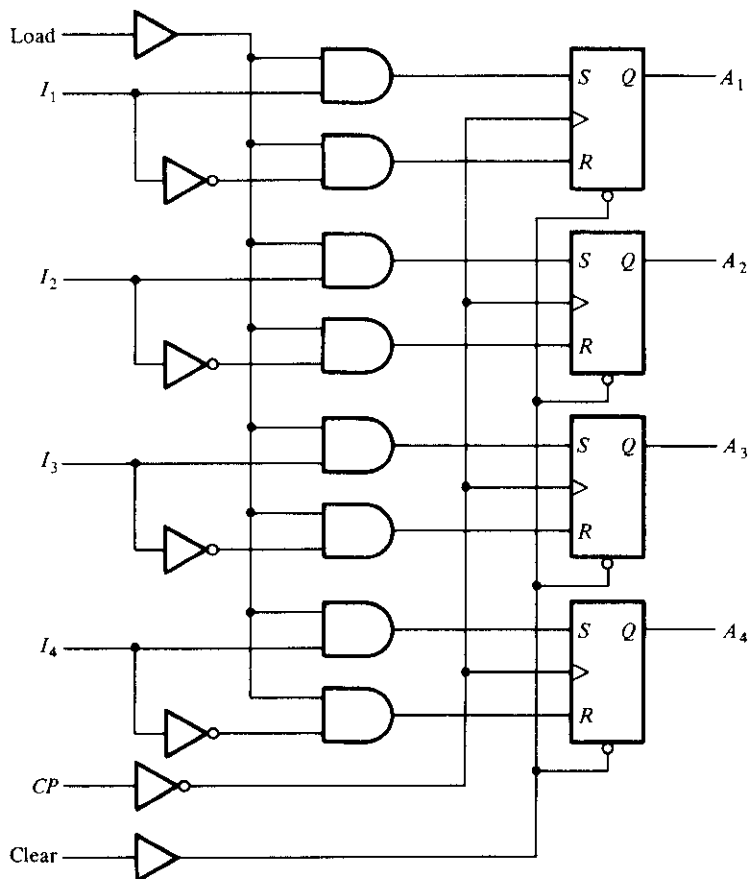 Load
S Q A1
I1
R
S Q A2
I2
R
S Q A3
I3
R
S Q A4
I4
R
CP
Clear